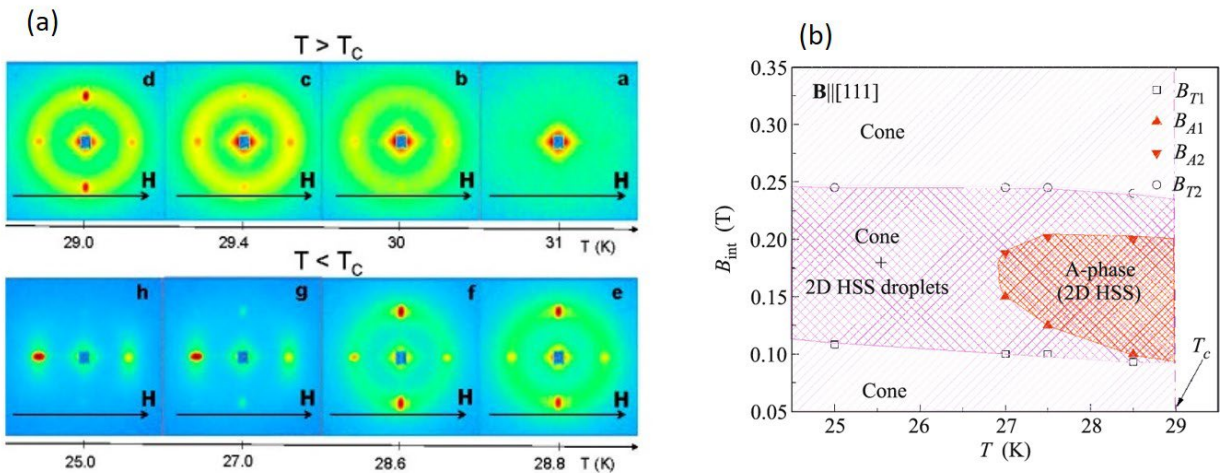 (a)
T > T_C
d c b a
H H H H
29.0 29.4 30 31 T (K)
T < T_C
h g f e
H H H H
25.0 27.0 28.6 28.8 T (K)
(b)
0.35
0.30
0.25
0.20
0.15
0.10
0.05
B_int (T)
B||[111]
B_T1
B_A1
B_A2
B_T2
Cone
Cone
2D HSS droplets
A-phase
(2D HSS)
T_c
Cone
25 26 27 28 29
T (K)